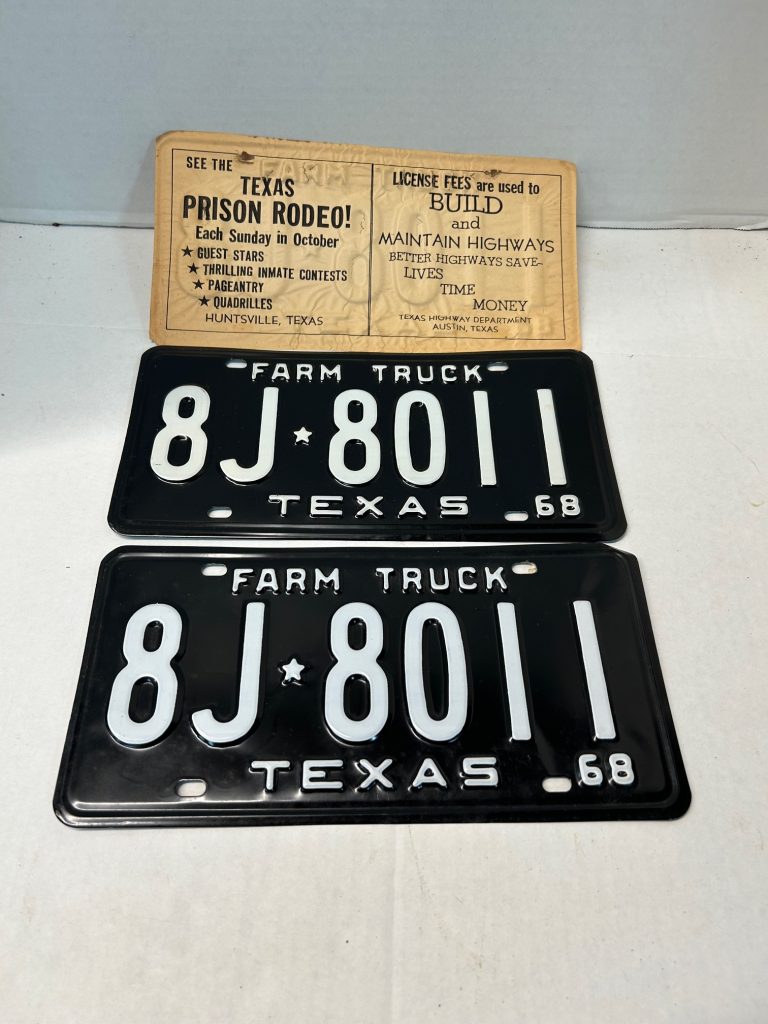 SEE THE
TEXAS
PRISON RODEO!
Each Sunday in October
★ GUEST STARS
★ THRILLING INMATE CONTESTS
★ PAGEANTRY
★ QUADRILLES
HUNTSVILLE, TEXAS
LICENSE FEES are used to
BUILD
and
MAINTAIN HIGHWAYS
BETTER HIGHWAYS SAVE~
LIVES
TIME
MONEY
TEXAS HIGHWAY DEPARTMENT
AUSTIN, TEXAS
FARM TRUCK
8J★8011
TEXAS 68
FARM TRUCK
8J★8011
TEXAS 68